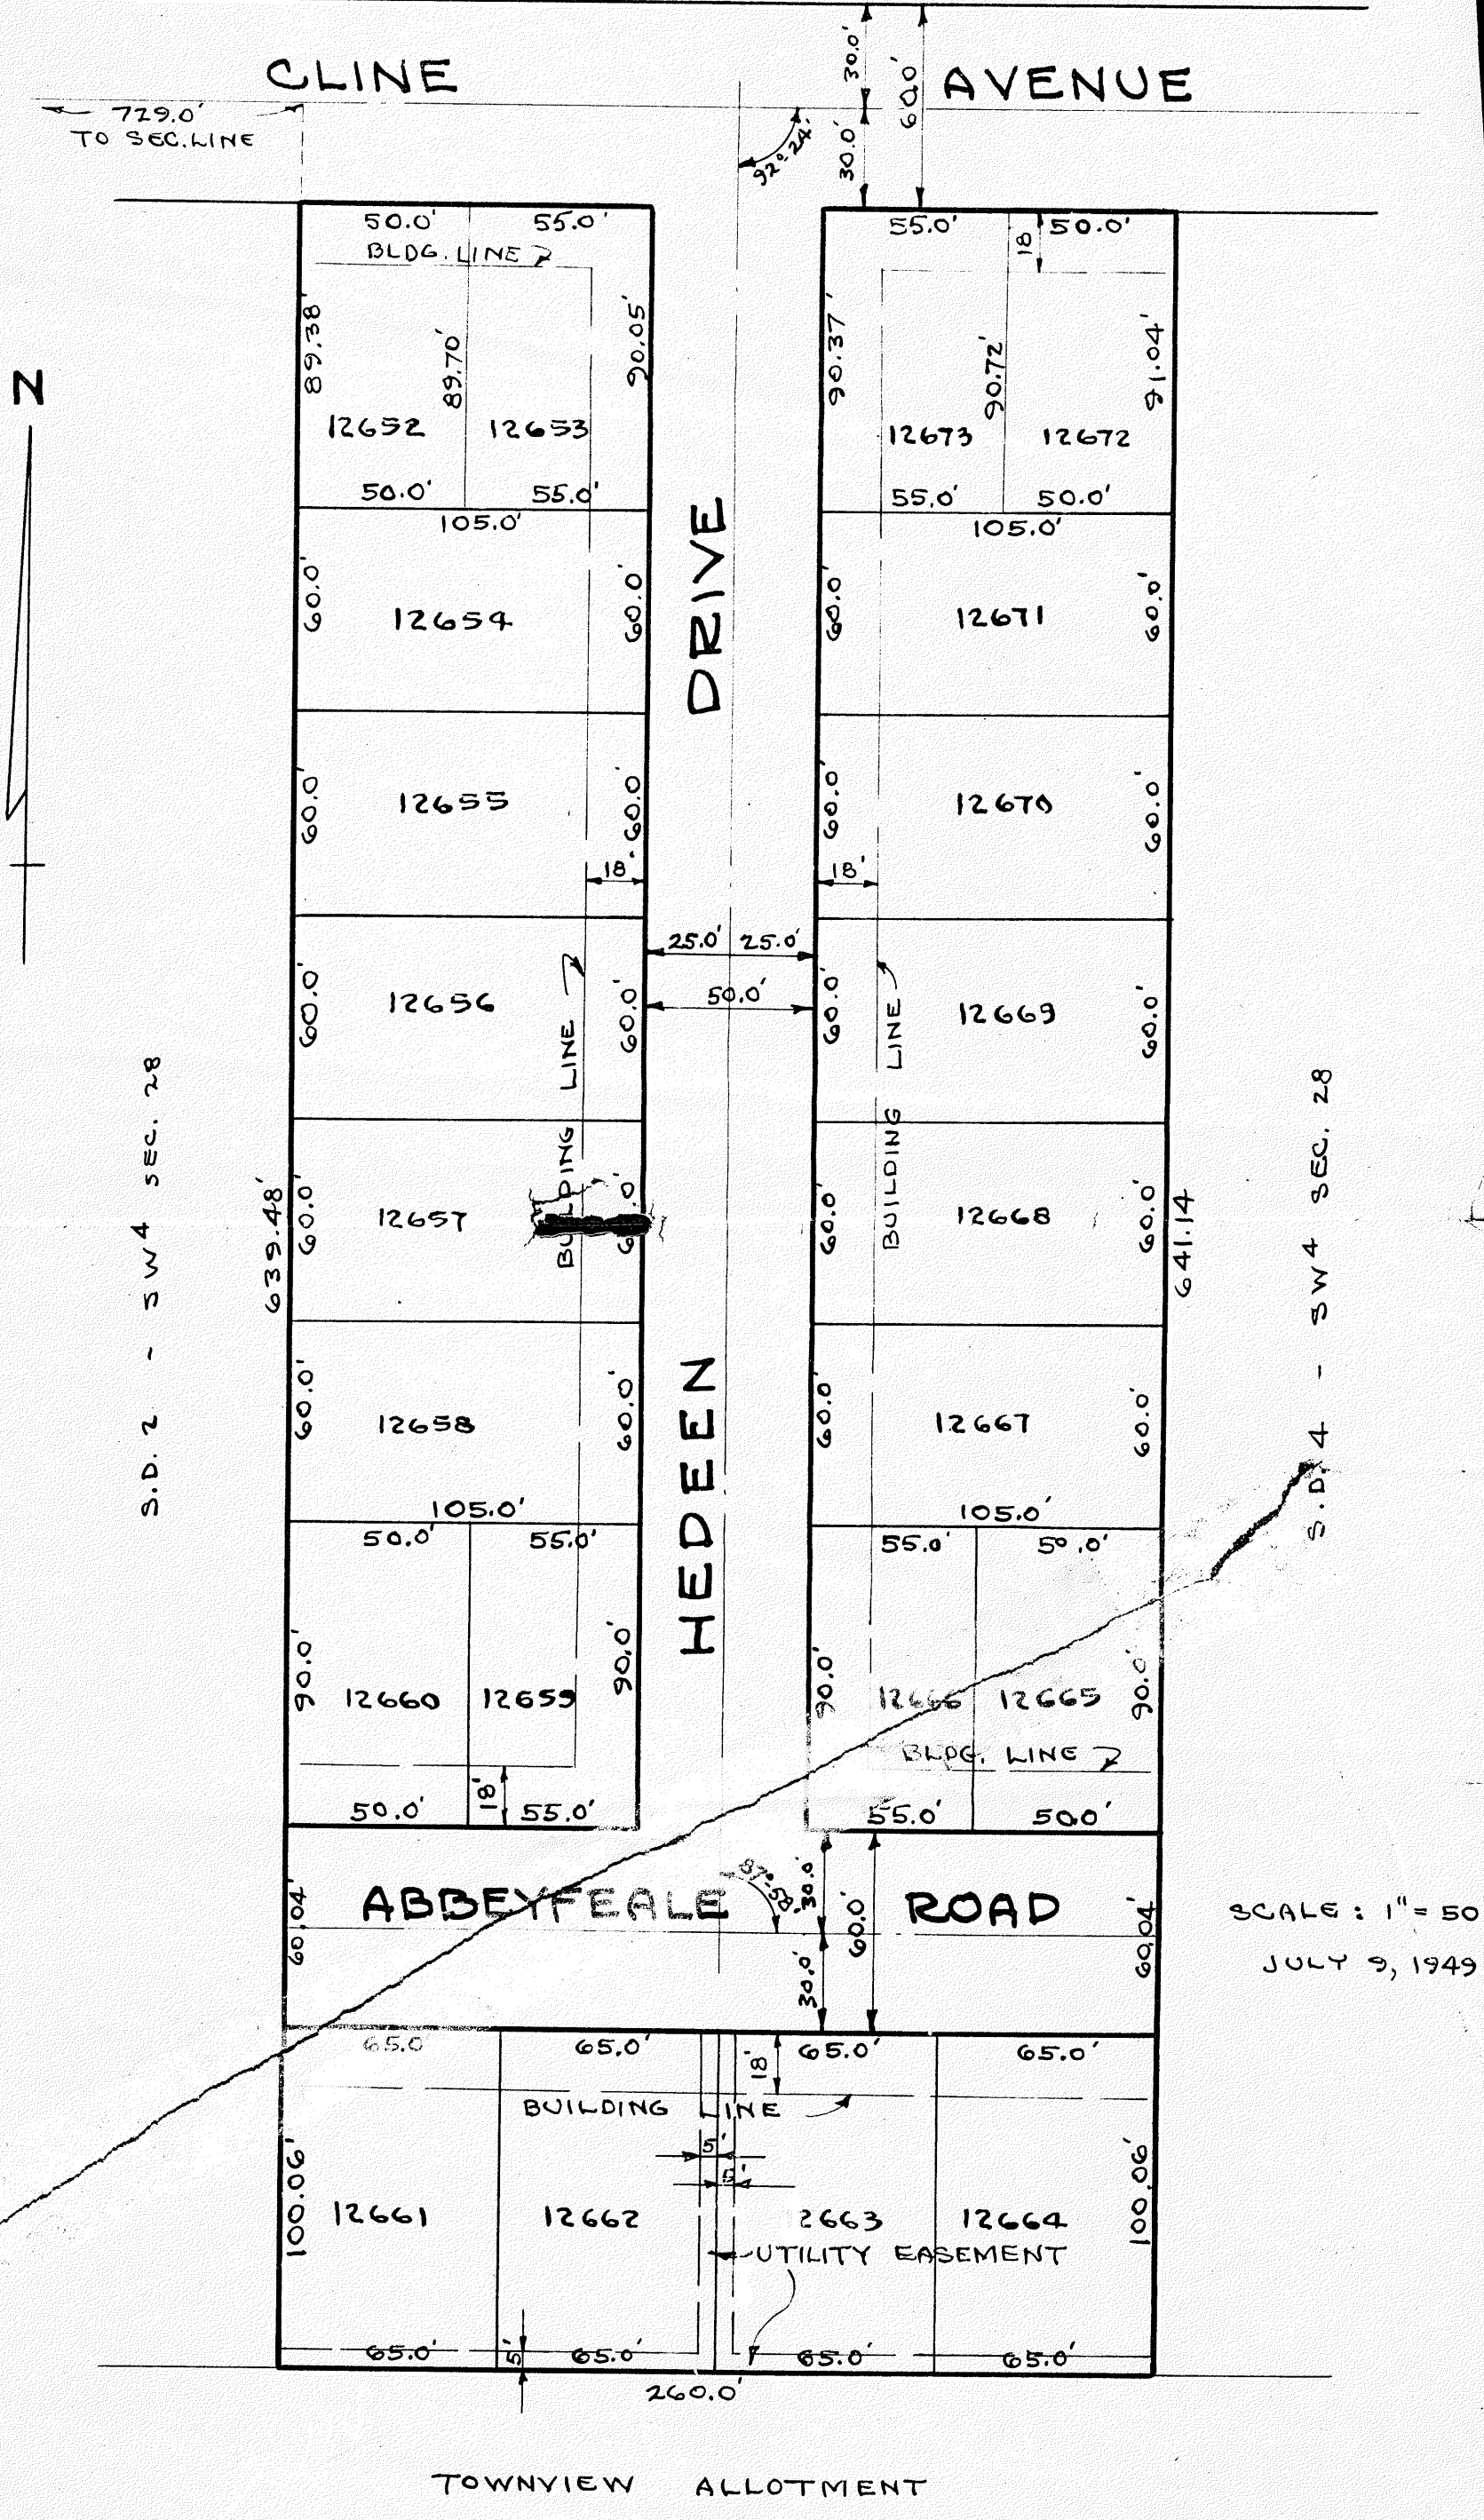 CLINE AVENUE
729.0'
TO SEC. LINE
30.0'
60.0'
30.0'
92°-24'
50.0' 55.0' 55.0' 50.0'
BLDG. LINE
18
89.38' 89.70' 90.05' 90.37' 90.72' 91.04'
N
12652 12653 12673 12672
50.0' 55.0' 55.0' 50.0'
105.0' 105.0'
DRIVE
60.0' 12654 60.0' 60.0' 12671 60.0'
60.0' 12655 60.0' 60.0' 12670 60.0'
18' 18'
25.0' 25.0'
50.0'
60.0' 12656 60.0' 60.0' 12669 60.0'
BUILDING LINE
BUILDING LINE
S.D. 2 - SW4 SEC. 28
S.D. 4 - SW4 SEC. 28
639.48'
641.14
60.0' 12657 60.0' 12668 60.0'
60.0' 12658 60.0' 60.0' 12667 60.0'
HEDEEN
105.0' 105.0'
50.0' 55.0' 55.0' 50.0'
90.0' 90.0' 90.0' 90.0'
12660 12659 12666 12665
BLDG. LINE
18'
50.0' 55.0' 55.0' 50.0'
ABBEYFEALE ROAD
87°-58'
60.04' 30.0' 60.0' 60.04'
30.0'
SCALE : 1" = 50
JULY 9, 1949
65.0 65.0' 65.0' 65.0'
18'
BUILDING LINE
5'
5'
100.06' 100.06'
12661 12662 2663 12664
UTILITY EASEMENT
65.0' 5' 65.0' 65.0' 65.0'
260.0'
TOWNVIEW ALLOTMENT